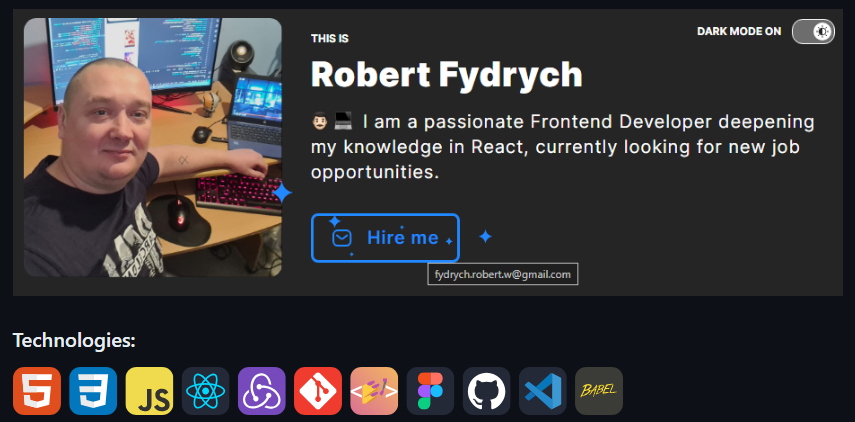 THIS IS
DARK MODE ON
Robert Fydrych
I am a passionate Frontend Developer deepening
my knowledge in React, currently looking for new job
opportunities.
Hire me
fydrych.robert.w@gmail.com
Technologies:
JS
BABEL